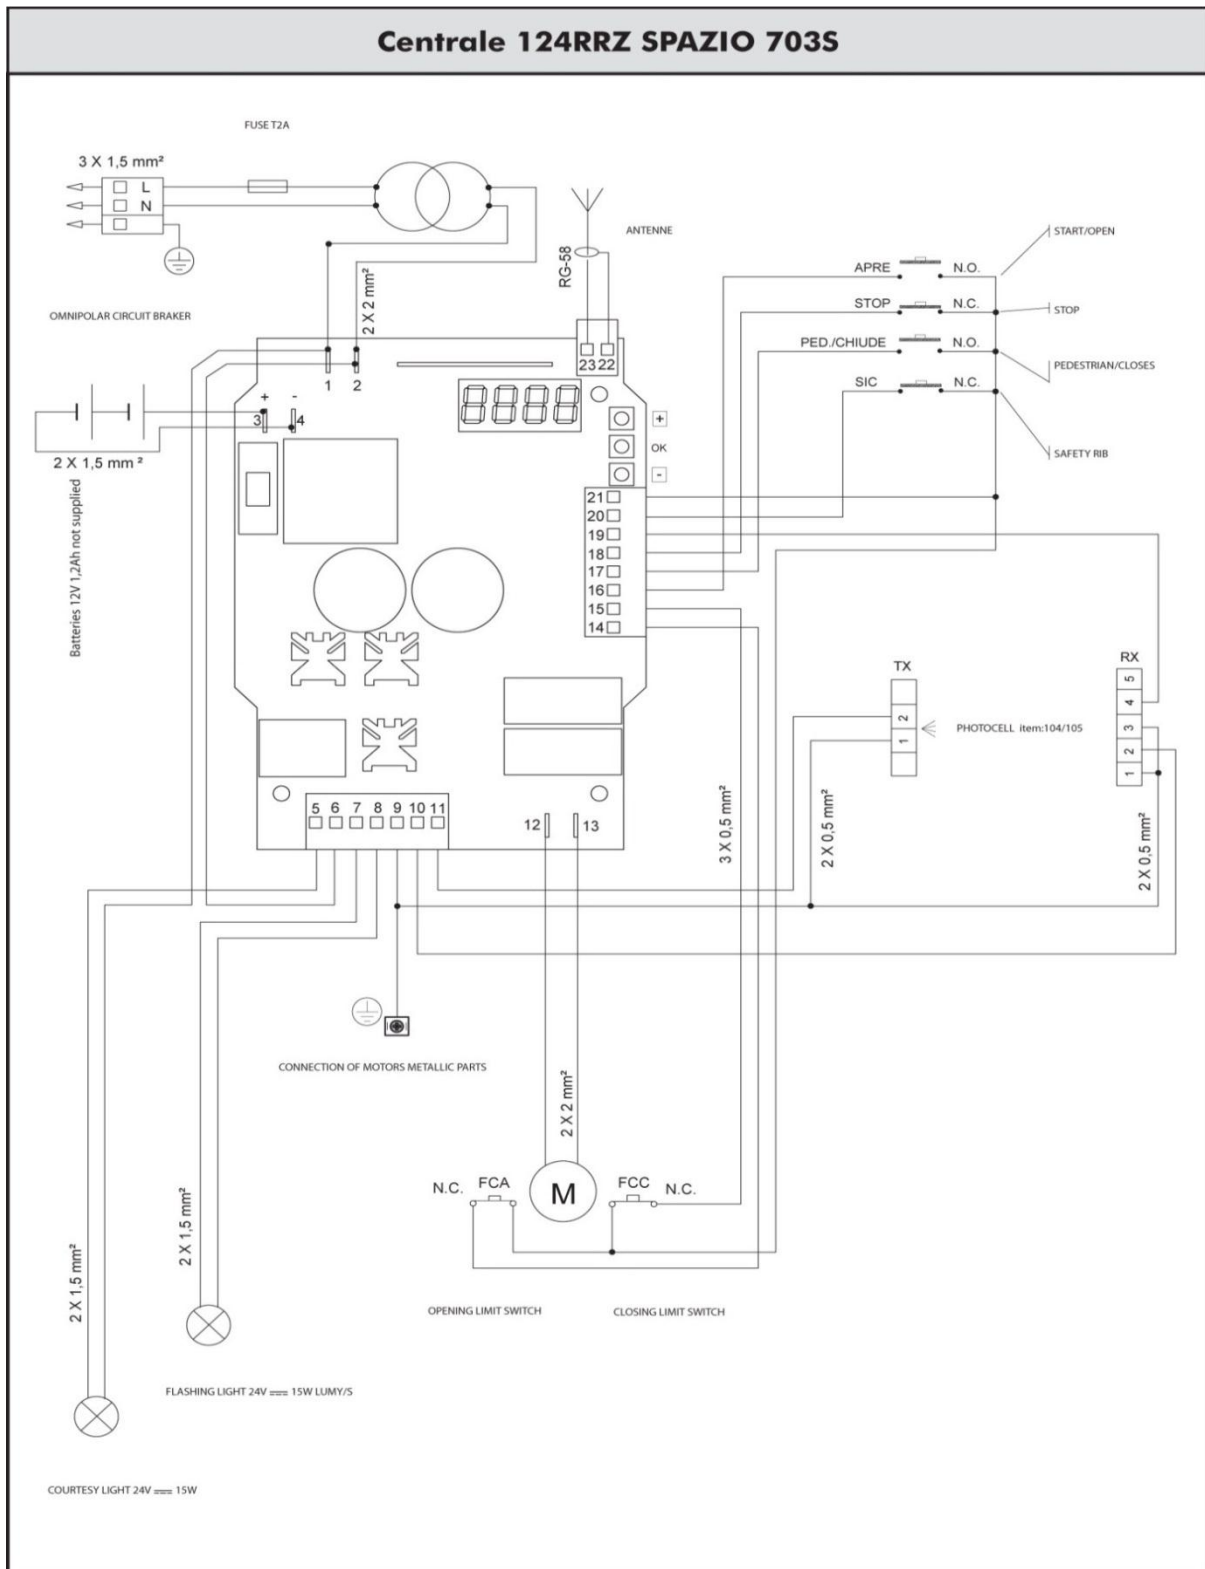 Centrale 124RRZ SPAZIO 703S
FUSE T2A
3 X 1,5 mm²
L
N
ANTENNE
RG-58
START/OPEN
APRE N.O.
OMNIPOLAR CIRCUIT BRAKER
2 X 2 mm²
STOP N.C.
STOP
PED./CHIUDE N.O.
PEDESTRIAN/CLOSES
SIC N.C.
SAFETY RIB
23 22
1 2
+ -
3 4
+
OK
-
2 X 1,5 mm²
Batteries 12V 1,2Ah not supplied
21
20
19
18
17
16
15
14
TX
2
1
PHOTOCELL item:104/105
RX
5
4
3
2
1
5 6 7 8 9 10 11
12 13
3 X 0,5 mm²
2 X 0,5 mm²
2 X 0,5 mm²
CONNECTION OF MOTORS METALLIC PARTS
2 X 2 mm²
N.C. FCA
M
FCC N.C.
2 X 1,5 mm²
2 X 1,5 mm²
OPENING LIMIT SWITCH
CLOSING LIMIT SWITCH
FLASHING LIGHT 24V 15W LUMY/S
COURTESY LIGHT 24V 15W